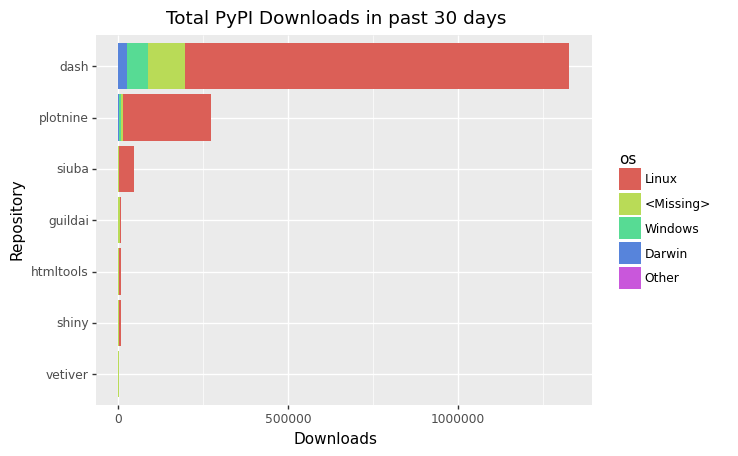 Total PyPI Downloads in past 30 days
Repository
dash
plotnine
siuba
guildai
htmltools
shiny
vetiver
0
500000
1000000
Downloads
os
Linux
<Missing>
Windows
Darwin
Other